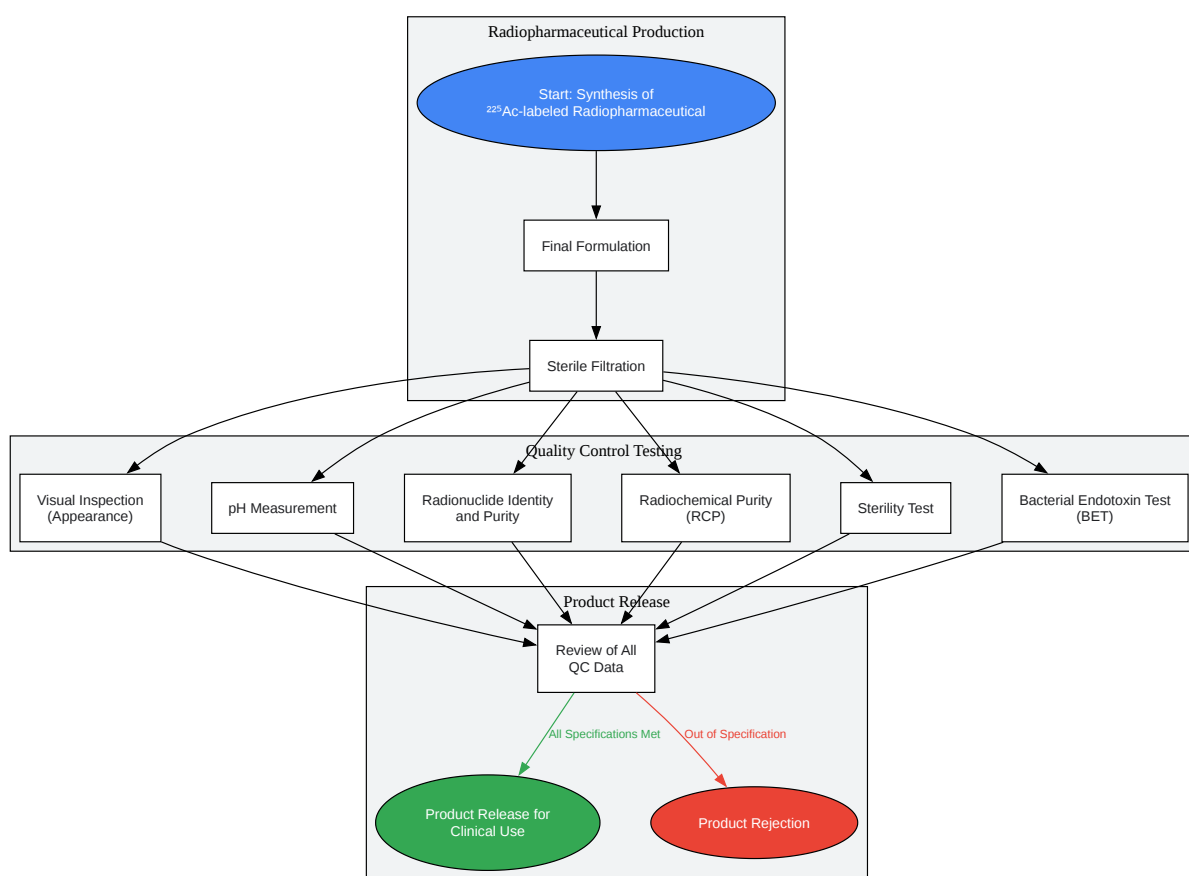 Radiopharmaceutical Production
Start: Synthesis of
²²⁵Ac-labeled Radiopharmaceutical
Final Formulation
Sterile Filtration
Quality Control Testing
Visual Inspection
(Appearance)
pH Measurement
Radionuclide Identity
and Purity
Radiochemical Purity
(RCP)
Sterility Test
Bacterial Endotoxin Test
(BET)
Product Release
Review of All
QC Data
All Specifications Met
Out of Specification
Product Release for
Clinical Use
Product Rejection